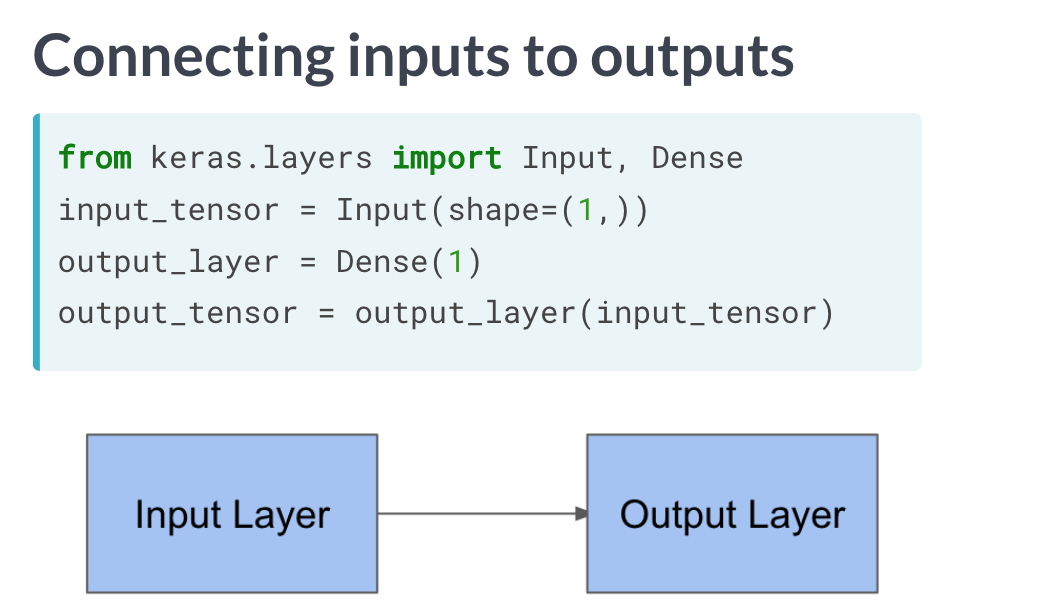 Connecting inputs to outputs
from keras.layers import Input, Dense
input_tensor = Input(shape=(1,))
output_layer = Dense(1)
output_tensor = output_layer(input_tensor)
Input Layer
Output Layer